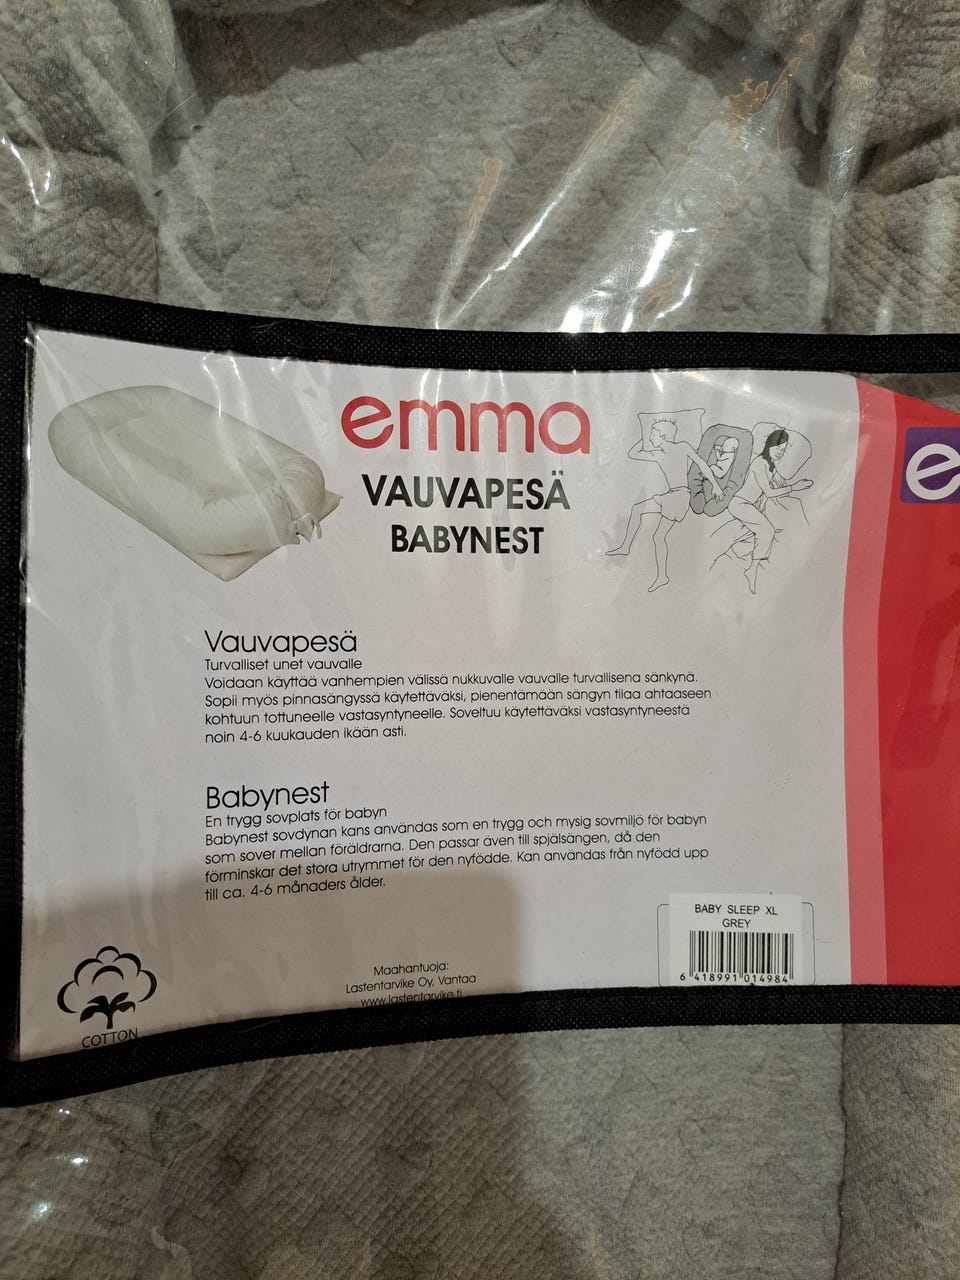 emma
VAUVAPESÄ
BABYNEST
e
Vauvapesä
Turvalliset unet vauvalle
Voidaan käyttää vanhempien välissä nukkuvalle vauvalle turvallisena sänkynä.
Sopii myös pinnasängyssä käytettäväksi, pienentämään sängyn tilaa ahtaaseen
kohtuun tottuneelle vastasyntyneelle. Soveltuu käytettäväksi vastasyntyneestä
noin 4-6 kuukauden ikään asti.
Babynest
En trygg sovplats för babyn
Babynest sovdynan kans användas som en trygg och mysig sovmiljö för babyn
som sover mellan föräldrarna. Den passar även till spjälsängen, då den
förminskar det stora utrymmet för den nyfödde. Kan användas från nyfödd upp
till ca. 4-6 månaders ålder.
BABY SLEEP XL
GREY
6 418991 014984
Maahantuoja:
Lastentarvike Oy, Vantaa
www.lastentarvike.fi
COTTON